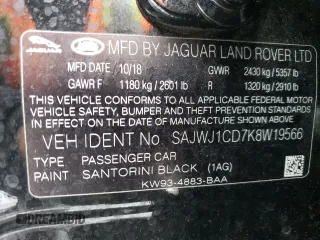 JAGUAR
MFD BY JAGUAR LAND ROVER LTD
MFD DATE 10/18 GVWR 2430 kg / 5357 lb
GAWR F 1180 kg / 2601 lb R 1320 kg / 2910 lb
THIS VEHICLE CONFORMS TO ALL APPLICABLE FEDERAL MOTOR
VEHICLE SAFETY, BUMPER, AND THEFT PREVENTION STANDARDS
IN EFFECT ON THE DATE OF MANUFACTURE SHOWN ABOVE.
VEH IDENT No. SAJWJ1CD7K8W19566
TYPE PASSENGER CAR
PAINT SANTORINI BLACK (1AG)
KW93-4883-BAA